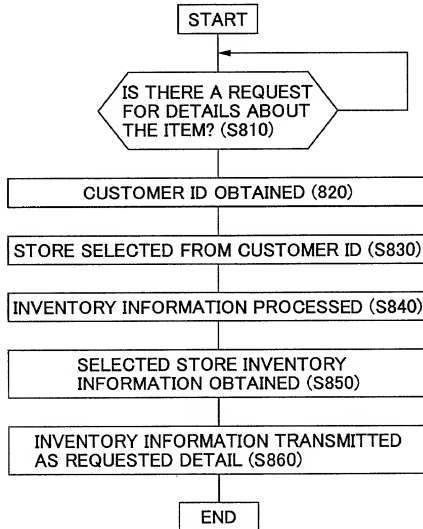 START
IS THERE A REQUEST
FOR DETAILS ABOUT
THE ITEM? (S810)
CUSTOMER ID OBTAINED (820)
STORE SELECTED FROM CUSTOMER ID (S830)
INVENTORY INFORMATION PROCESSED (S840)
SELECTED STORE INVENTORY
INFORMATION OBTAINED (S850)
INVENTORY INFORMATION TRANSMITTED
AS REQUESTED DETAIL (S860)
END